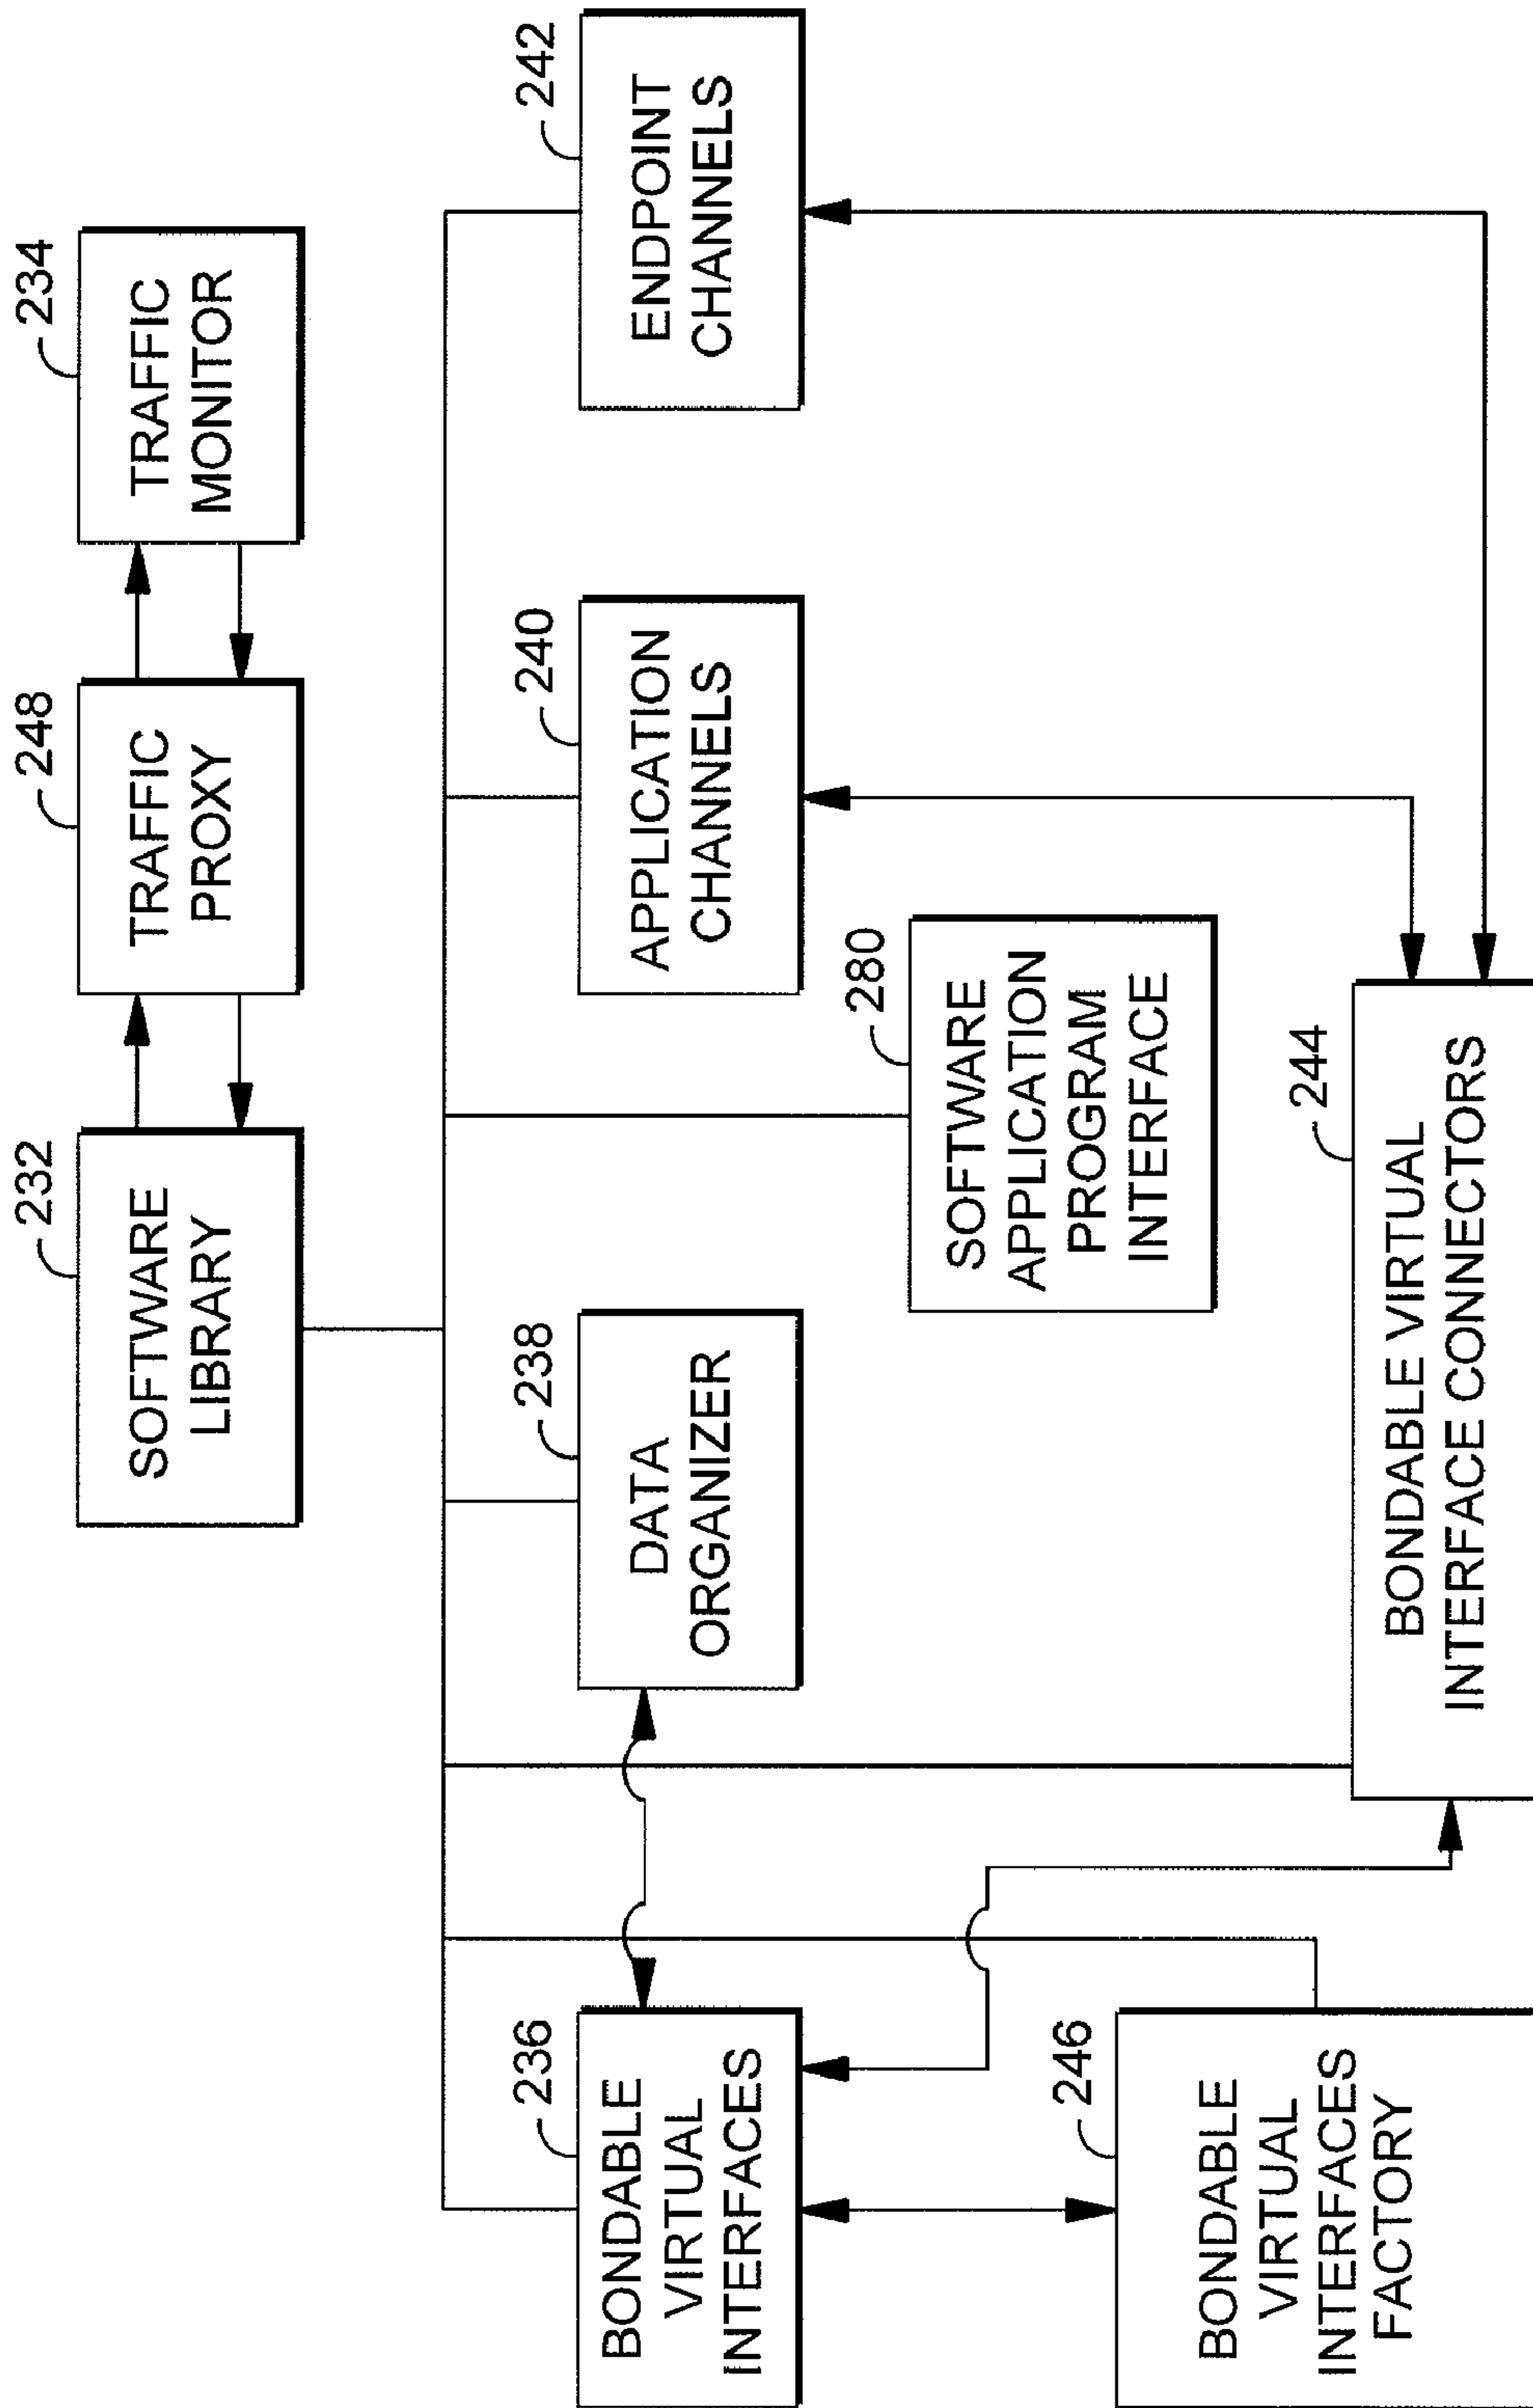 232
SOFTWARE
LIBRARY
248
TRAFFIC
PROXY
234
TRAFFIC
MONITOR
236
BONDABLE
VIRTUAL
INTERFACES
238
DATA
ORGANIZER
240
APPLICATION
CHANNELS
242
ENDPOINT
CHANNELS
280
SOFTWARE
APPLICATION
PROGRAM
INTERFACE
246
BONDABLE
VIRTUAL
INTERFACES
FACTORY
244
BONDABLE VIRTUAL
INTERFACE CONNECTORS